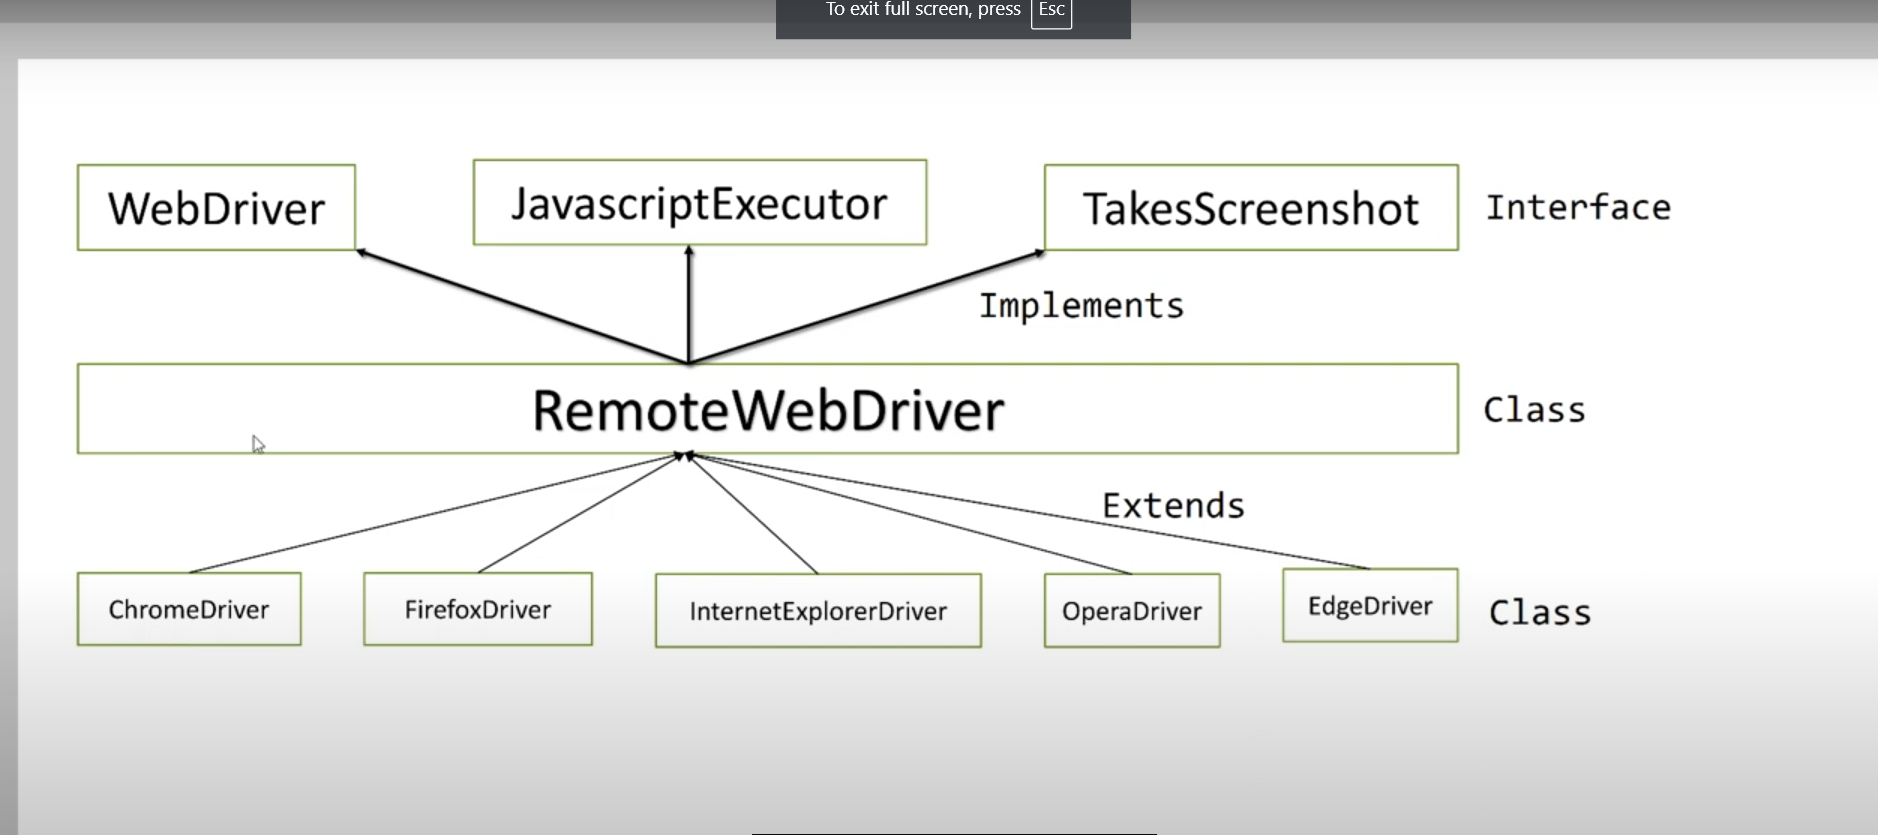 To exit full screen, press Esc
WebDriver
JavascriptExecutor
TakesScreenshot
Interface
Implements
RemoteWebDriver
Class
Extends
ChromeDriver
FirefoxDriver
InternetExplorerDriver
OperaDriver
EdgeDriver
Class